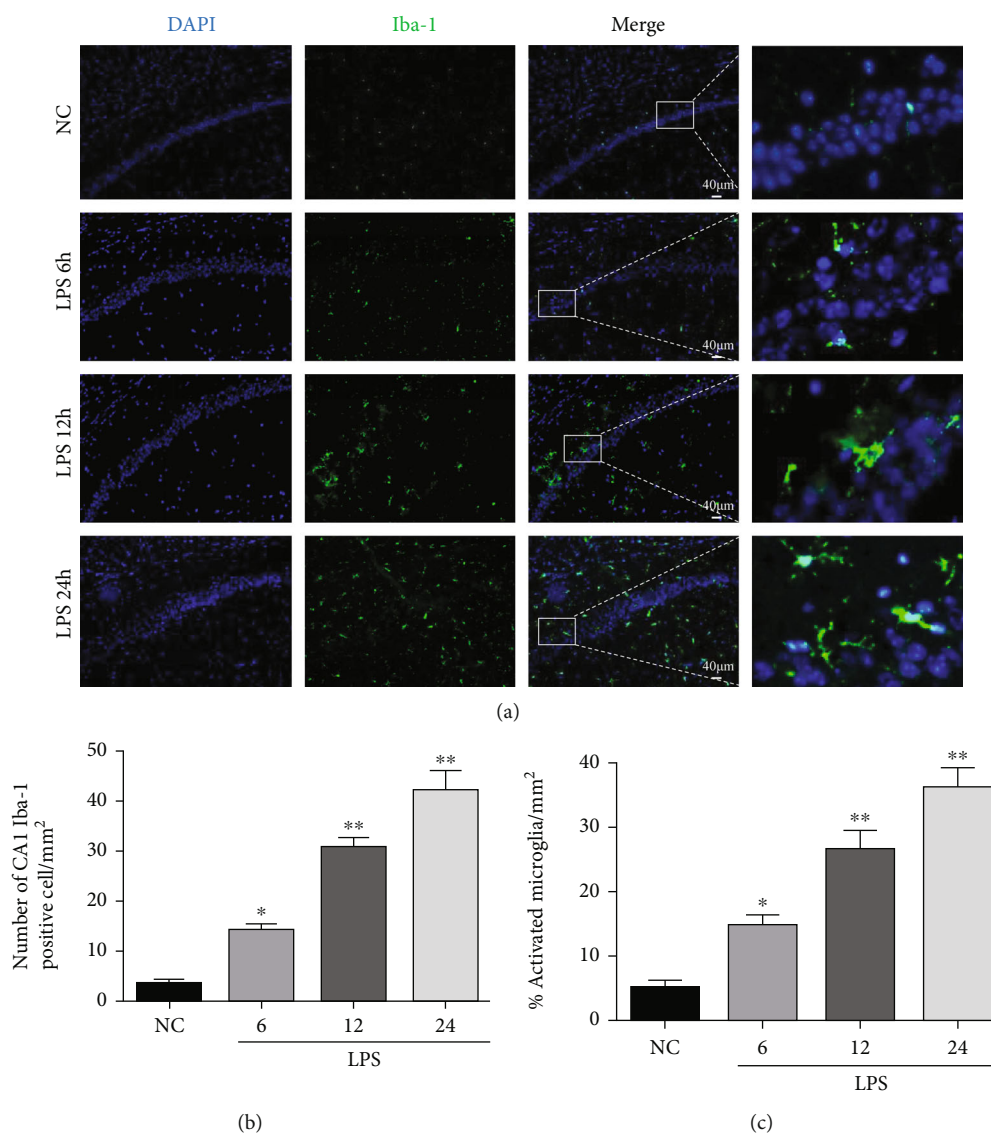 DAPI Iba-1 Merge
NC
40μm
LPS 6h
40μm
LPS 12h
40μm
LPS 24h
40μm
(a)
Number of CA1 Iba-1
positive cell/mm²
50
40
30
20
10
0
*
**
**
NC 6 12 24
LPS
(b)
% Activated microglia/mm²
40
30
20
10
0
*
**
**
NC 6 12 24
LPS
(c)